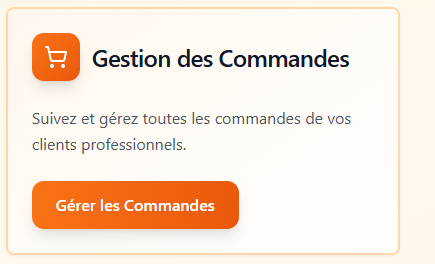 Gestion des Commandes
Suivez et gérez toutes les commandes de vos
clients professionnels.
Gérer les Commandes